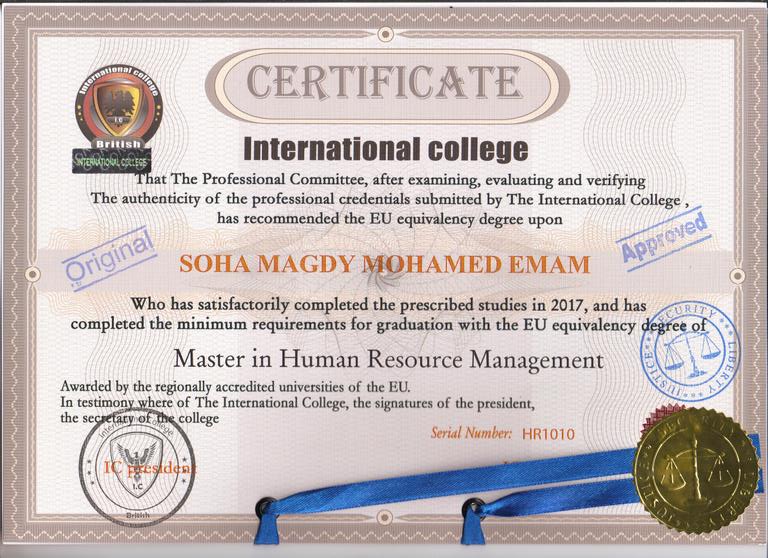 CERTIFICATE
International college
British
INTERNATIONAL COLLEGE
I.C
International college
That The Professional Committee, after examining, evaluating and verifying
The authenticity of the professional credentials submitted by The International College ,
has recommended the EU equivalency degree upon
Original
Approved
SOHA MAGDY MOHAMED EMAM
Who has satisfactorily completed the prescribed studies in 2017, and has
completed the minimum requirements for graduation with the EU equivalency degree of
SECURITY
LIBERTY
JUSTICE
Master in Human Resource Management
Awarded by the regionally accredited universities of the EU.
In testimony where of The International College, the signatures of the president,
the secretary of the college
Serial Number: HR1010
International College
IC president
I.C
British